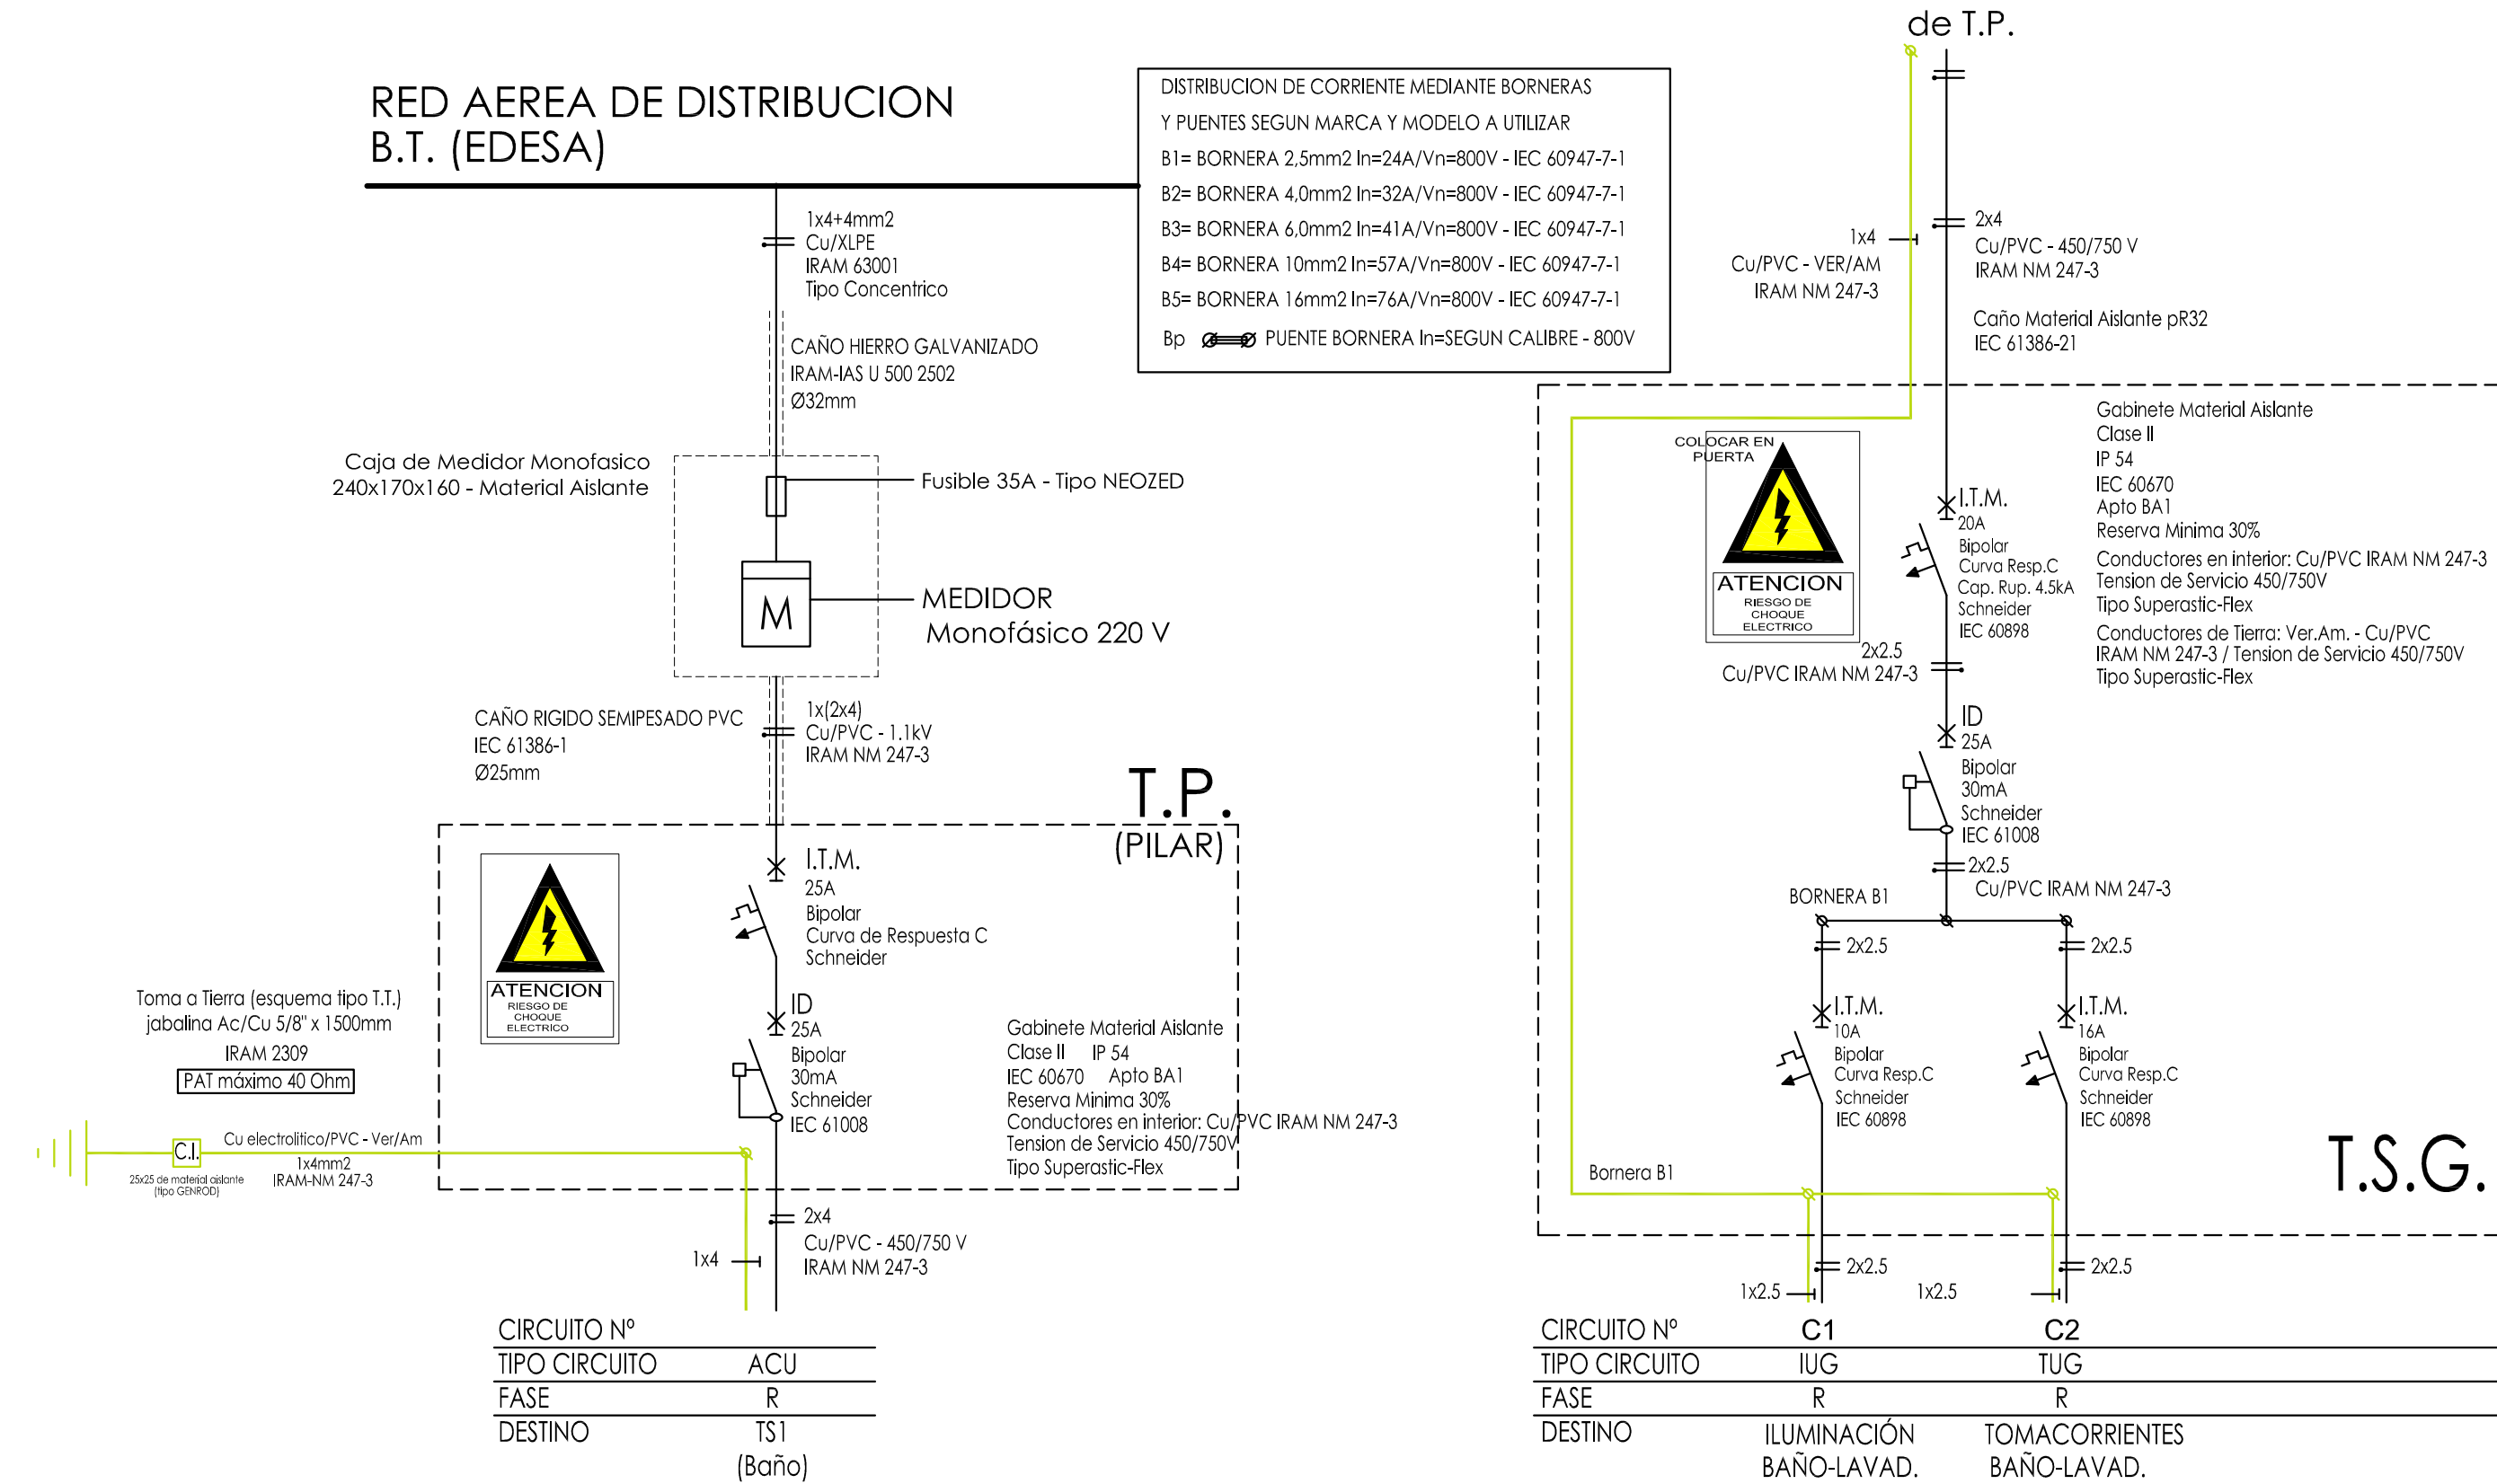 RED AEREA DE DISTRIBUCION
B.T. (EDESA)
1x4+4mm2
Cu/XLPE
IRAM 63001
Tipo Concentrico
CAÑO HIERRO GALVANIZADO
IRAM-IAS U 500 2502
Ø32mm
Caja de Medidor Monofasico
240x170x160 - Material Aislante
Fusible 35A - Tipo NEOZED
M
MEDIDOR
Monofásico 220 V
CAÑO RIGIDO SEMIPESADO PVC
IEC 61386-1
Ø25mm
1x(2x4)
Cu/PVC - 1.1kV
IRAM NM 247-3
T.P.
(PILAR)
ATENCION
RIESGO DE
CHOQUE
ELECTRICO
I.T.M.
25A
Bipolar
Curva de Respuesta C
Schneider
ID
25A
Bipolar
30mA
Schneider
IEC 61008
Gabinete Material Aislante
Clase II IP 54
IEC 60670 Apto BA1
Reserva Minima 30%
Conductores en interior: Cu/PVC IRAM NM 247-3
Tension de Servicio 450/750V
Tipo Superastic-Flex
Toma a Tierra (esquema tipo T.T.)
jabalina Ac/Cu 5/8" x 1500mm
IRAM 2309
PAT máximo 40 Ohm
C.I.
25x25 de material aislante
(tipo GENROD)
Cu electrolitico/PVC - Ver/Am
1x4mm2
IRAM-NM 247-3
2x4
Cu/PVC - 450/750 V
IRAM NM 247-3
1x4
CIRCUITO Nº
TIPO CIRCUITO ACU
FASE R
DESTINO TS1
(Baño)
DISTRIBUCION DE CORRIENTE MEDIANTE BORNERAS
Y PUENTES SEGUN MARCA Y MODELO A UTILIZAR
B1= BORNERA 2,5mm2 In=24A/Vn=800V - IEC 60947-7-1
B2= BORNERA 4,0mm2 In=32A/Vn=800V - IEC 60947-7-1
B3= BORNERA 6,0mm2 In=41A/Vn=800V - IEC 60947-7-1
B4= BORNERA 10mm2 In=57A/Vn=800V - IEC 60947-7-1
B5= BORNERA 16mm2 In=76A/Vn=800V - IEC 60947-7-1
Bp PUENTE BORNERA In=SEGUN CALIBRE - 800V
de T.P.
1x4
Cu/PVC - VER/AM
IRAM NM 247-3
2x4
Cu/PVC - 450/750 V
IRAM NM 247-3
Caño Material Aislante pR32
IEC 61386-21
COLOCAR EN
PUERTA
ATENCION
RIESGO DE
CHOQUE
ELECTRICO
I.T.M.
20A
Bipolar
Curva Resp.C
Cap. Rup. 4.5kA
Schneider
IEC 60898
Gabinete Material Aislante
Clase II
IP 54
IEC 60670
Apto BA1
Reserva Minima 30%
Conductores en interior: Cu/PVC IRAM NM 247-3
Tension de Servicio 450/750V
Tipo Superastic-Flex
Conductores de Tierra: Ver.Am. - Cu/PVC
IRAM NM 247-3 / Tension de Servicio 450/750V
Tipo Superastic-Flex
2x2.5
Cu/PVC IRAM NM 247-3
ID
25A
Bipolar
30mA
Schneider
IEC 61008
2x2.5
Cu/PVC IRAM NM 247-3
BORNERA B1
2x2.5
2x2.5
I.T.M.
10A
Bipolar
Curva Resp.C
Schneider
IEC 60898
I.T.M.
16A
Bipolar
Curva Resp.C
Schneider
IEC 60898
T.S.G.
Bornera B1
2x2.5
1x2.5
2x2.5
1x2.5
CIRCUITO Nº C1 C2
TIPO CIRCUITO IUG TUG
FASE R R
DESTINO ILUMINACIÓN TOMACORRIENTES
BAÑO-LAVAD. BAÑO-LAVAD.